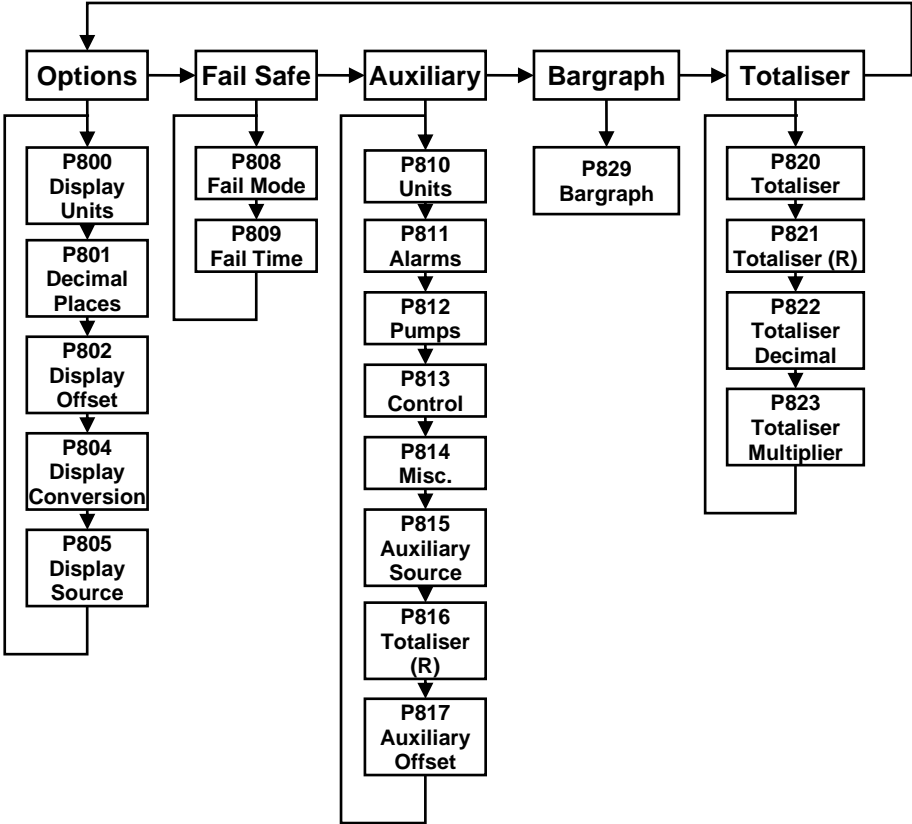 Options
Fail Safe
Auxiliary
Bargraph
Totaliser
P800
Display
Units
P801
Decimal
Places
P802
Display
Offset
P804
Display
Conversion
P805
Display
Source
P808
Fail Mode
P809
Fail Time
P810
Units
P811
Alarms
P812
Pumps
P813
Control
P814
Misc.
P815
Auxiliary
Source
P816
Totaliser
(R)
P817
Auxiliary
Offset
P829
Bargraph
P820
Totaliser
P821
Totaliser (R)
P822
Totaliser
Decimal
P823
Totaliser
Multiplier